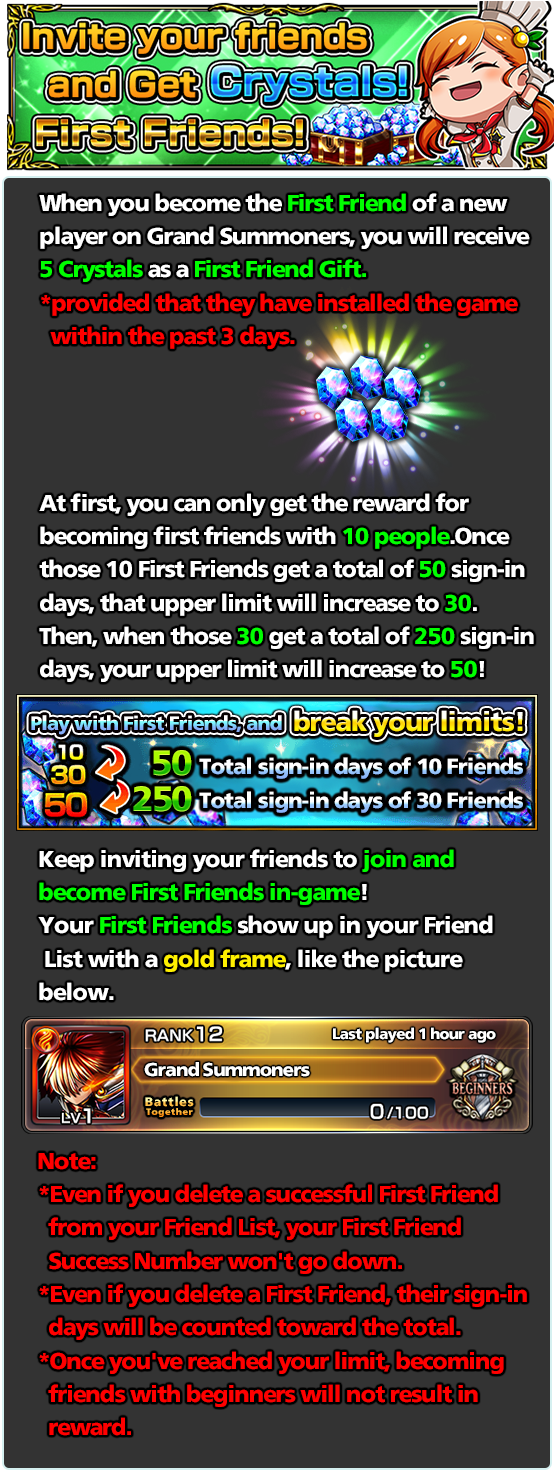 Invite your friends
and Get Crystals!
First Friends!
When you become the First Friend of a new
player on Grand Summoners, you will receive
5 Crystals as a First Friend Gift.
*provided that they have installed the game
within the past 3 days.
At first, you can only get the reward for
becoming first friends with 10 people.Once
those 10 First Friends get a total of 50 sign-in
days, that upper limit will increase to 30.
Then, when those 30 get a total of 250 sign-in
days, your upper limit will increase to 50!
Play with First Friends, and break your limits!
10
30 50 Total sign-in days of 10 Friends
50 250 Total sign-in days of 30 Friends
Keep inviting your friends to join and
become First Friends in-game!
Your First Friends show up in your Friend
List with a gold frame, like the picture
below.
RANK12 Last played 1 hour ago
Grand Summoners
BEGINNERS
Battles
Together
0/100
LV1
Note:
*Even if you delete a successful First Friend
from your Friend List, your First Friend
Success Number won't go down.
*Even if you delete a First Friend, their sign-in
days will be counted toward the total.
*Once you've reached your limit, becoming
friends with beginners will not result in
reward.